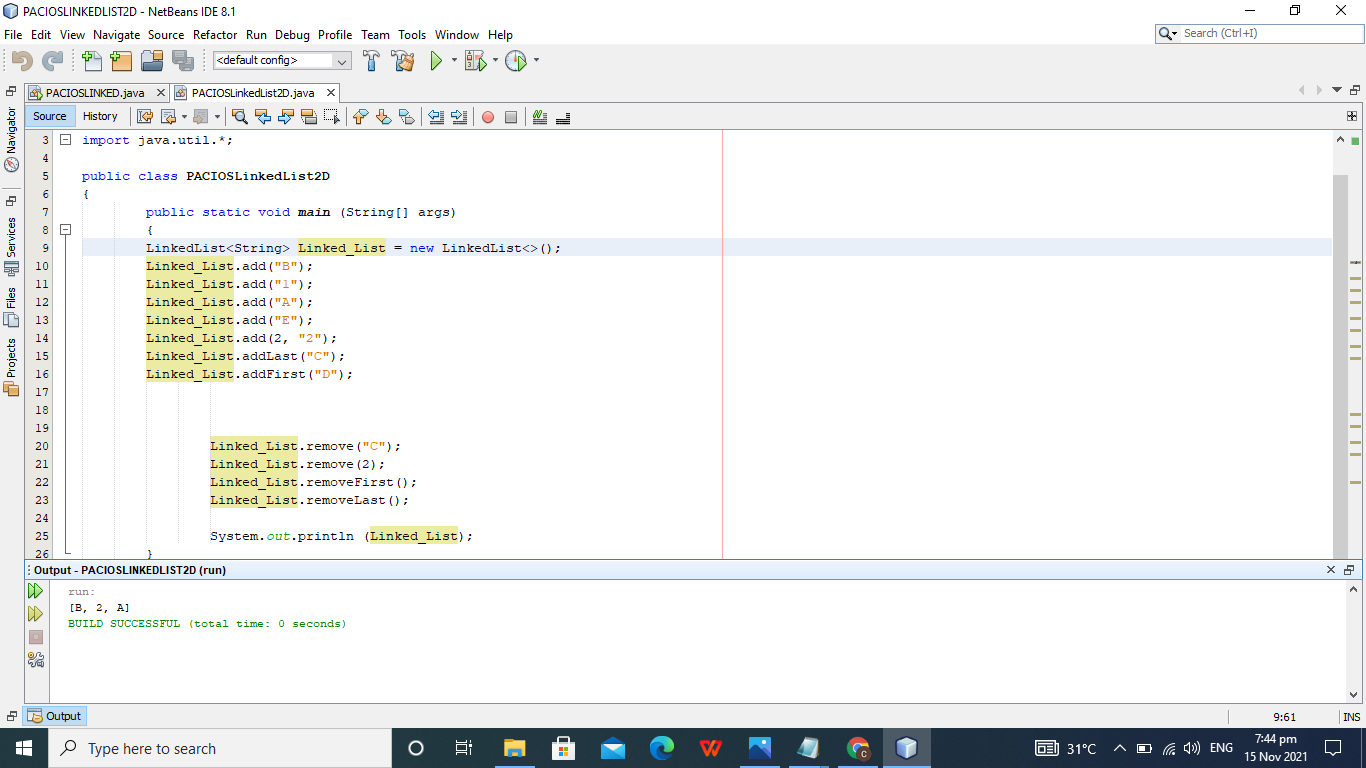 PACIOSLINKEDLIST2D - NetBeans IDE 8.1
File Edit View Navigate Source Refactor Run Debug Profile Team Tools Window Help
Search (Ctrl+I)
<default config>
PACIOSLINKED.java
PACIOSLinkedList2D.java
Source History
Navigator
Services
Files
Projects
3 import java.util.*;
4
5 public class PACIOSLinkedList2D
6 {
7 public static void main (String[] args)
8 {
9 LinkedList<String> Linked_List = new LinkedList<>();
10 Linked_List.add("B");
11 Linked_List.add("1");
12 Linked_List.add("A");
13 Linked_List.add("E");
14 Linked_List.add(2, "2");
15 Linked_List.addLast("C");
16 Linked_List.addFirst("D");
17
18
19
20 Linked_List.remove("C");
21 Linked_List.remove(2);
22 Linked_List.removeFirst();
23 Linked_List.removeLast();
24
25 System.out.println (Linked_List);
26 }
Output - PACIOSLINKEDLIST2D (run)
run:
[B, 2, A]
BUILD SUCCESSFUL (total time: 0 seconds)
Output
9:61 INS
Type here to search
31°C
ENG
7:44 pm
15 Nov 2021